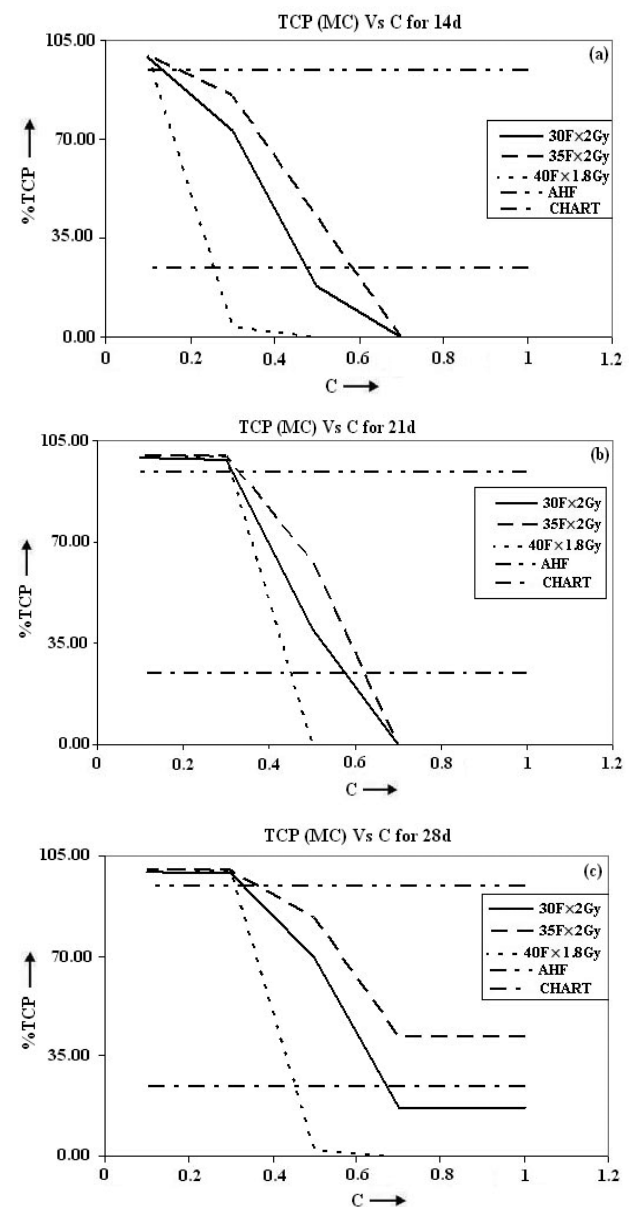 TCP (MC) Vs C for 14d
105.00
(a)
70.00
35.00
0.00
%TCP
30F×2Gy
35F×2Gy
40F×1.8Gy
AHF
CHART
0 0.2 0.4 0.6 0.8 1 1.2
C
TCP (MC) Vs C for 21d
105.00
(b)
70.00
35.00
0.00
%TCP
30F×2Gy
35F×2Gy
40F×1.8Gy
AHF
CHART
0 0.2 0.4 0.6 0.8 1 1.2
C
TCP (MC) Vs C for 28d
105.00
(c)
70.00
35.00
0.00
%TCP
30F×2Gy
35F×2Gy
40F×1.8Gy
AHF
CHART
0 0.2 0.4 0.6 0.8 1 1.2
C